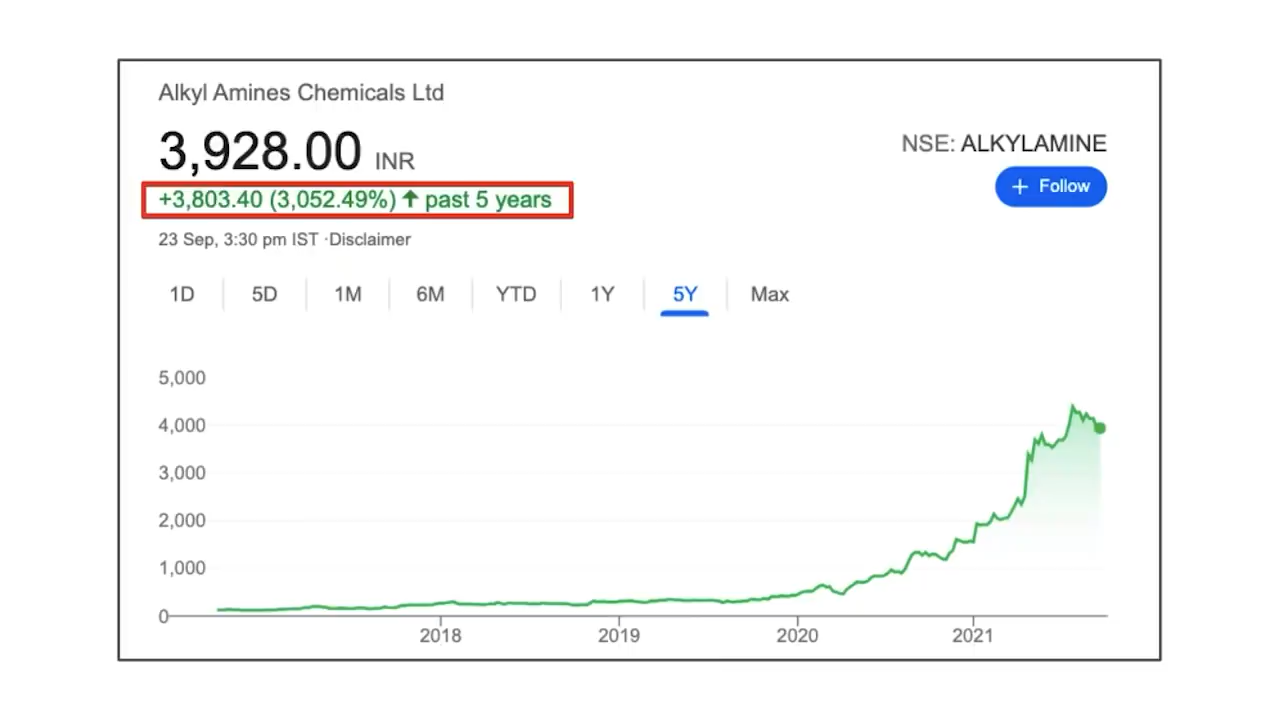 Alkyl Amines Chemicals Ltd
3,928.00 INR
NSE: ALKYLAMINE
+3,803.40 (3,052.49%) ↑ past 5 years
+ Follow
23 Sep, 3:30 pm IST ·Disclaimer
1D 5D 1M 6M YTD 1Y 5Y Max
5,000
4,000
3,000
2,000
1,000
0
2018 2019 2020 2021